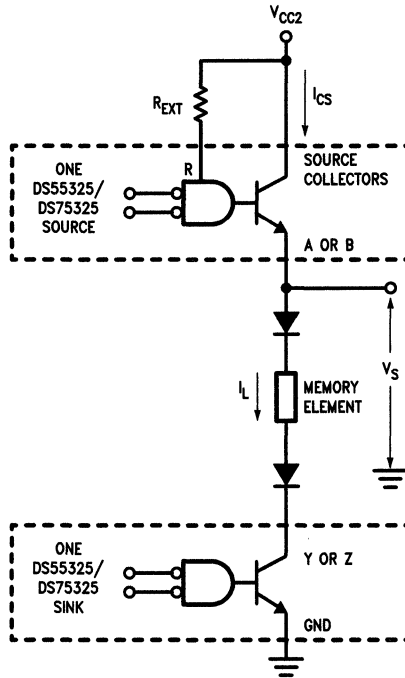 VCC2
REXT
ICS
ONE
DS55325/
DS75325
SOURCE
R
SOURCE
COLLECTORS
A OR B
IL
MEMORY
ELEMENT
VS
ONE
DS55325/
DS75325
SINK
Y OR Z
GND